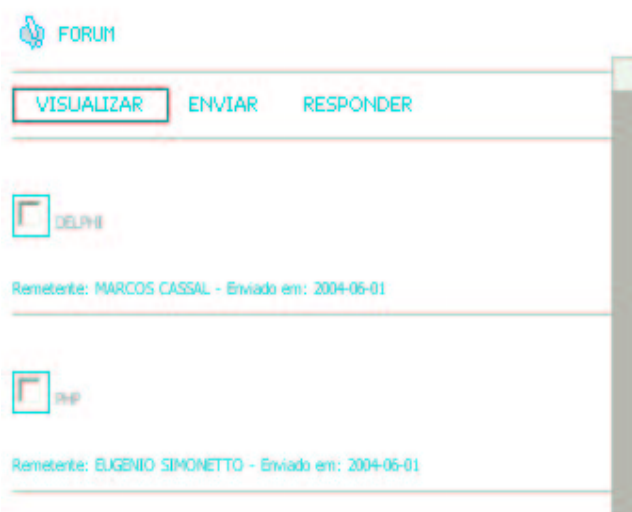 FORUM
VISUALIZAR ENVIAR RESPONDER
DELPHI
Remetente: MARCOS CASSAL - Enviado em: 2004-06-01
PHP
Remetente: EUGENIO SIMONETTO - Enviado em: 2004-06-01